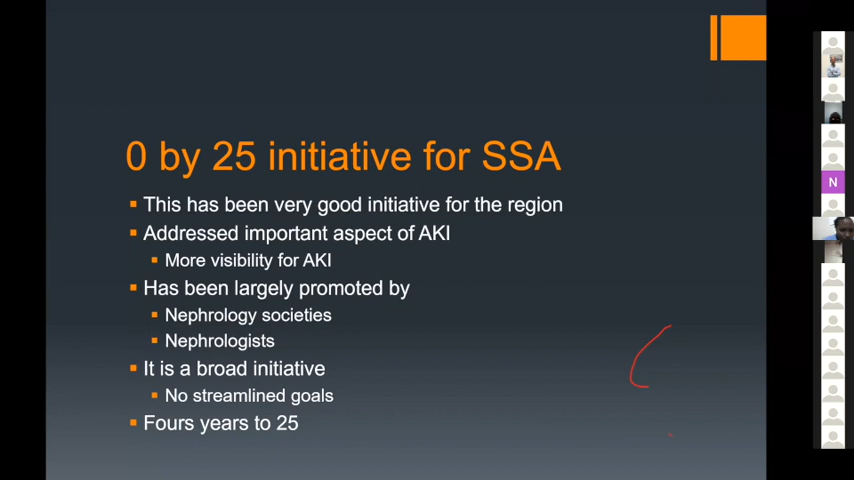 0 by 25 initiative for SSA
This has been very good initiative for the region
Addressed important aspect of AKI
More visibility for AKI
Has been largely promoted by
Nephrology societies
Nephrologists
It is a broad initiative
No streamlined goals
Fours years to 25
N